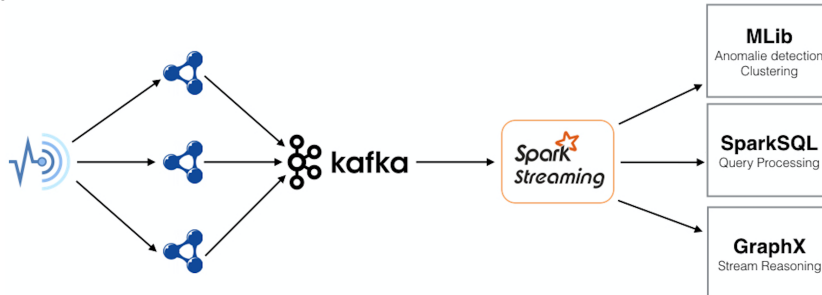 MLib
Anomalie detection
Clustering
kafka
Spark
Streaming
SparkSQL
Query Processing
GraphX
Stream Reasoning